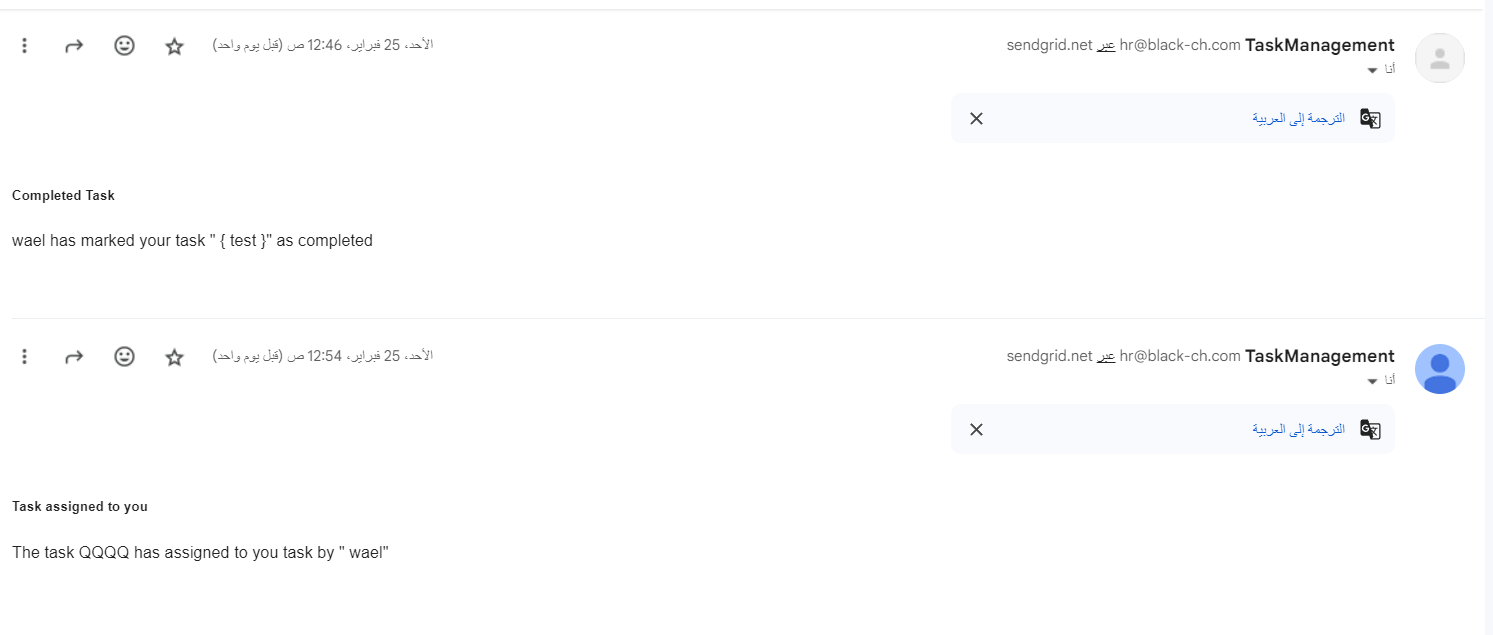 TaskManagement hr@black-ch.com عبر sendgrid.net
الأحد، 25 فبراير، 12:46 ص (قبل يوم واحد)
أنا
الترجمة إلى العربية
Completed Task
wael has marked your task " { test }" as completed
TaskManagement hr@black-ch.com عبر sendgrid.net
الأحد، 25 فبراير، 12:54 ص (قبل يوم واحد)
أنا
الترجمة إلى العربية
Task assigned to you
The task QQQQ has assigned to you task by " wael"